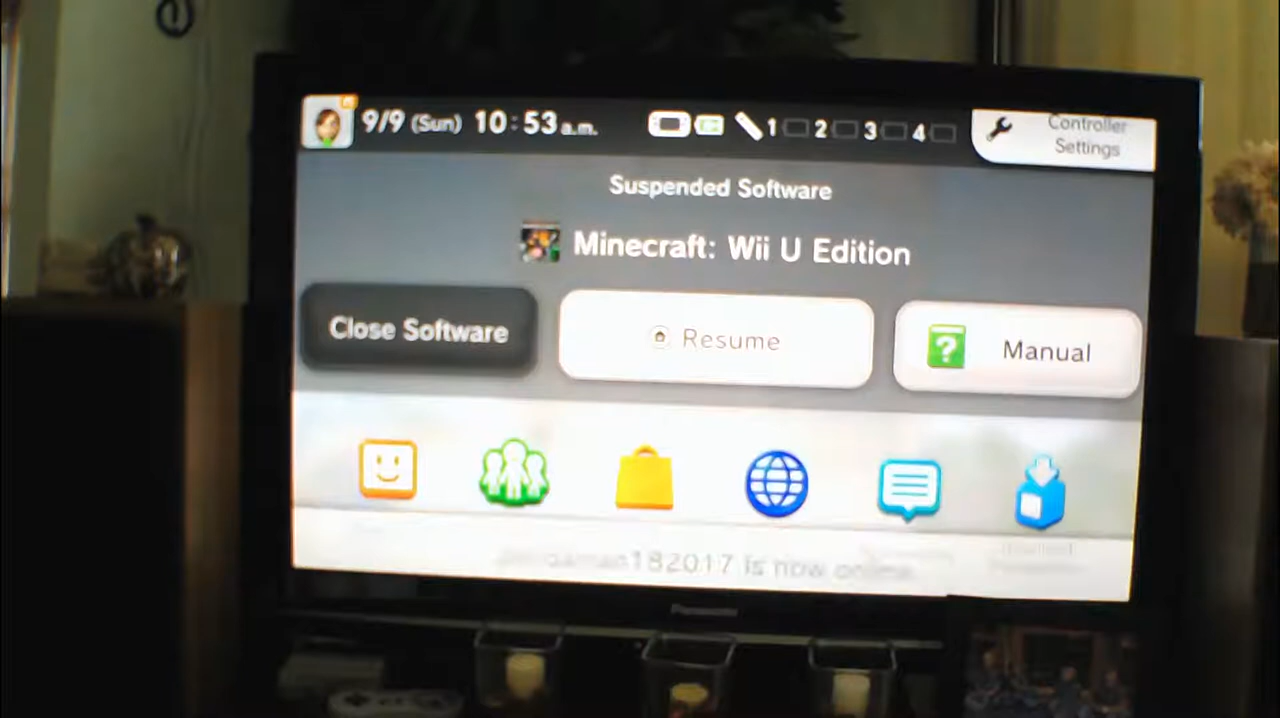 9/9 (Sun) 10:53 a.m.
1 2 3 4
Controller
Settings
Suspended Software
Minecraft: Wii U Edition
Close Software
Resume
? Manual
is now online.
Panasonic